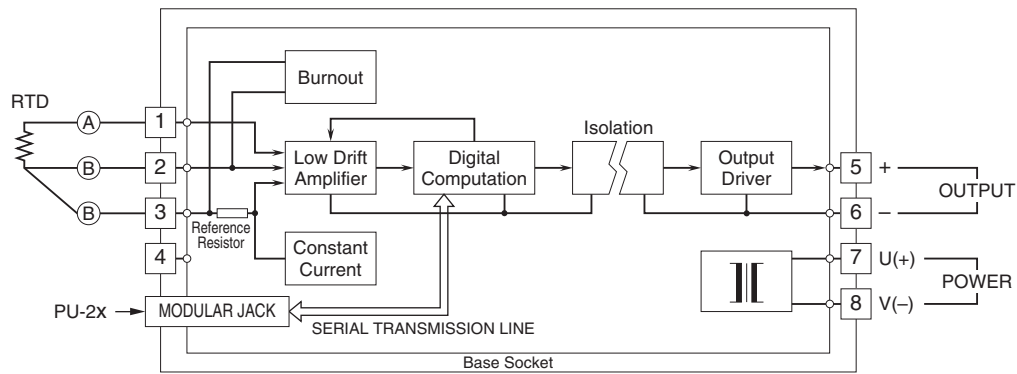 RTD
A
B
B
1
2
3
4
Burnout
Low Drift
Amplifier
Digital
Computation
Isolation
Output
Driver
Reference
Resistor
Constant
Current
5
6
7
8
+
–
OUTPUT
U(+)
V(–)
POWER
PU-2x
MODULAR JACK
SERIAL TRANSMISSION LINE
Base Socket